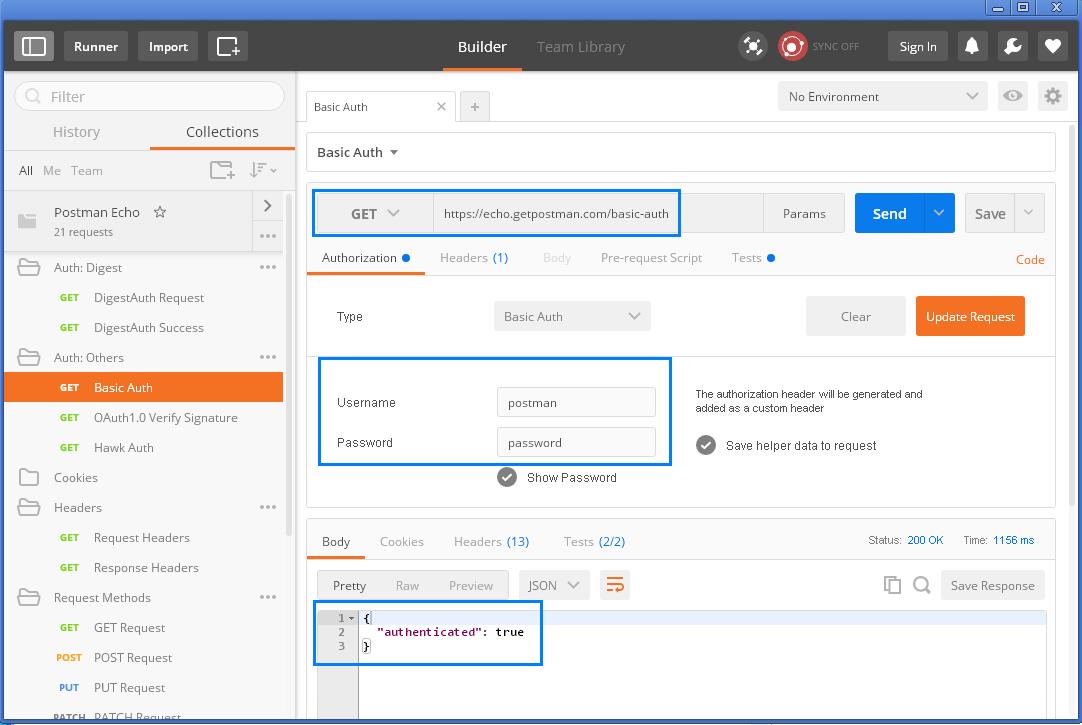 Runner
Import
Builder
Team Library
SYNC OFF
Sign In
Filter
History
Collections
All Me Team
Postman Echo
21 requests
Auth: Digest
GET DigestAuth Request
GET DigestAuth Success
Auth: Others
GET Basic Auth
GET OAuth1.0 Verify Signature
GET Hawk Auth
Cookies
Headers
GET Request Headers
GET Response Headers
Request Methods
GET GET Request
POST POST Request
PUT PUT Request
PATCH PATCH Request
Basic Auth
No Environment
Basic Auth
GET https://echo.getpostman.com/basic-auth Params Send Save
Authorization Headers (1) Body Pre-request Script Tests Code
Type Basic Auth Clear Update Request
Username postman
Password password
Show Password
The authorization header will be generated and
added as a custom header
Save helper data to request
Body Cookies Headers (13) Tests (2/2) Status: 200 OK Time: 1156 ms
Pretty Raw Preview JSON Save Response
1 {
2 "authenticated": true
3 }